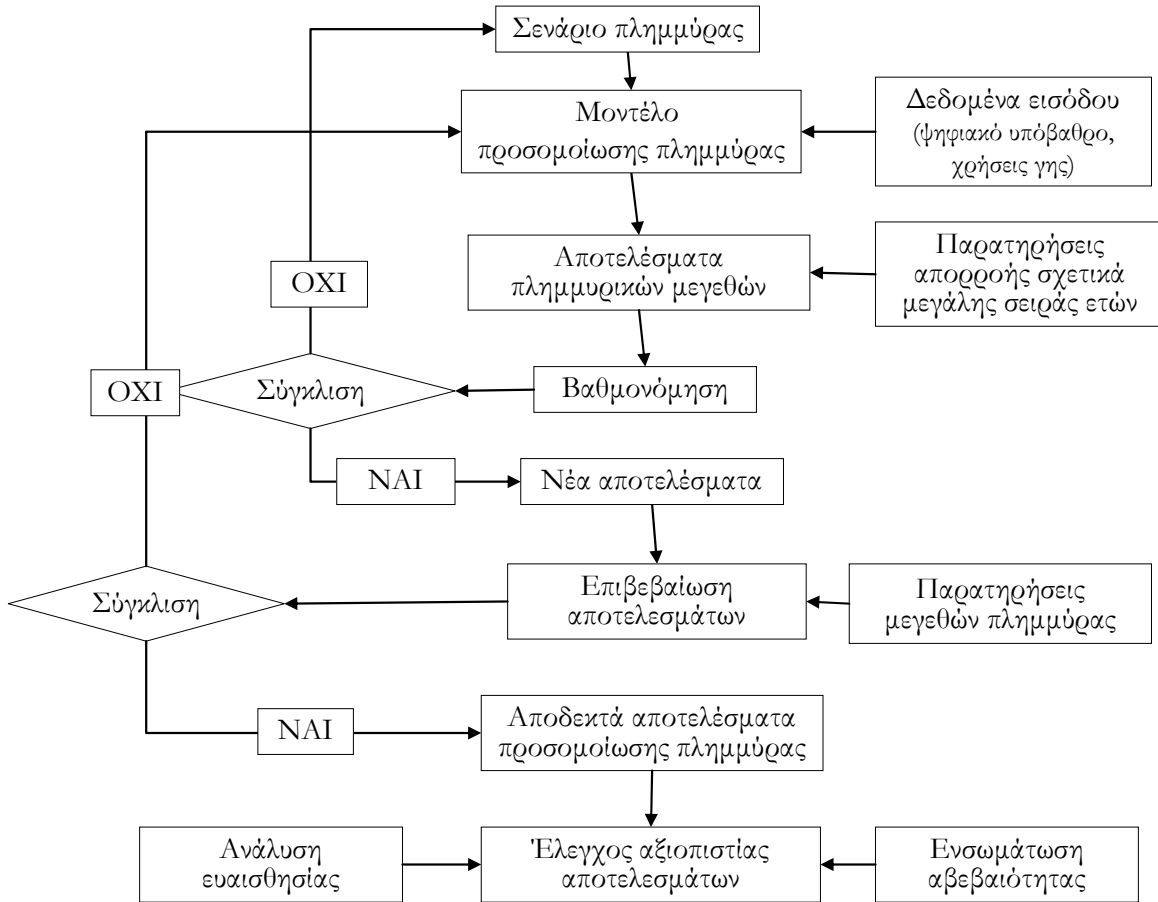 Σενάριο πλημμύρας
Μοντέλο
προσομοίωσης πλημμύρας
Δεδομένα εισόδου
(ψηφιακό υπόβαθρο,
χρήσεις γης)
Αποτελέσματα
πλημμυρικών μεγεθών
Παρατηρήσεις
απορροής σχετικά
μεγάλης σειράς ετών
ΟΧΙ
ΟΧΙ
Σύγκλιση
Βαθμονόμηση
ΝΑΙ
Νέα αποτελέσματα
Σύγκλιση
Επιβεβαίωση
αποτελεσμάτων
Παρατηρήσεις
μεγεθών πλημμύρας
ΝΑΙ
Αποδεκτά αποτελέσματα
προσομοίωσης πλημμύρας
Ανάλυση
ευαισθησίας
Έλεγχος αξιοπιστίας
αποτελεσμάτων
Ενσωμάτωση
αβεβαιότητας